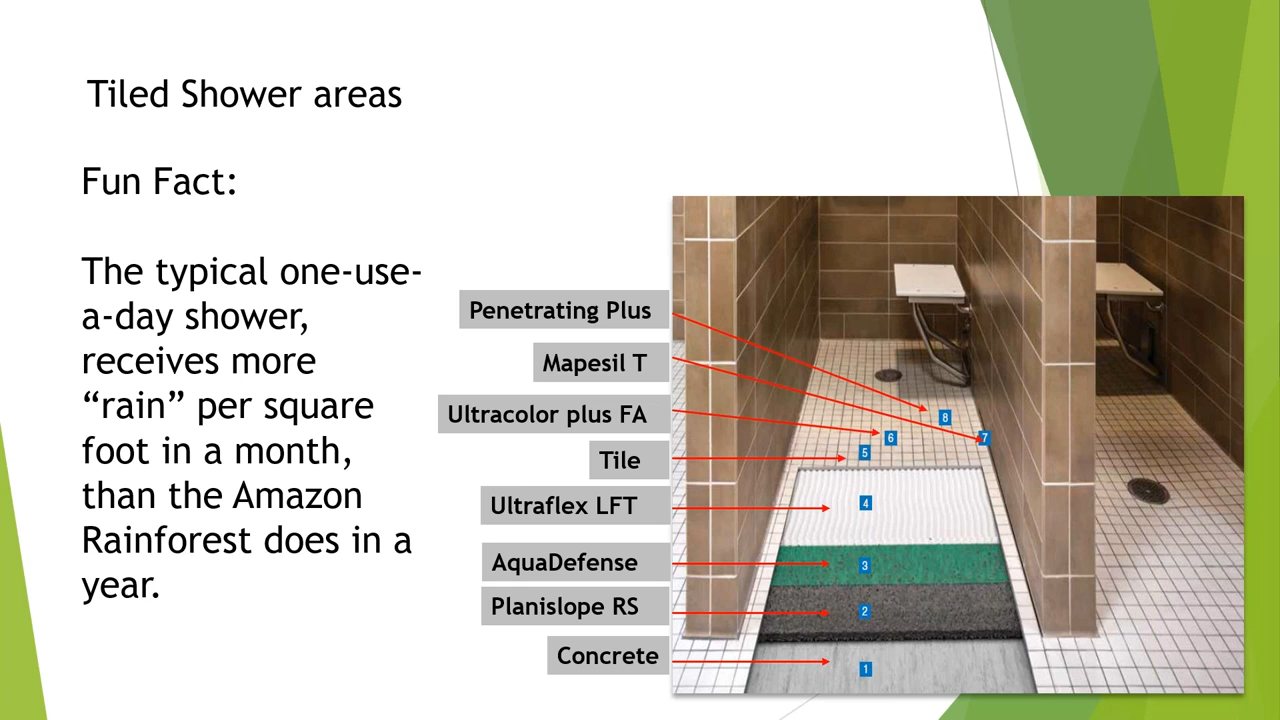 Tiled Shower areas
Fun Fact:
The typical one-use-
a-day shower,
receives more
“rain” per square
foot in a month,
than the Amazon
Rainforest does in a
year.
Penetrating Plus
Mapesil T
Ultracolor plus FA
Tile
Ultraflex LFT
AquaDefense
Planislope RS
Concrete
8
7
6
5
4
3
2
1